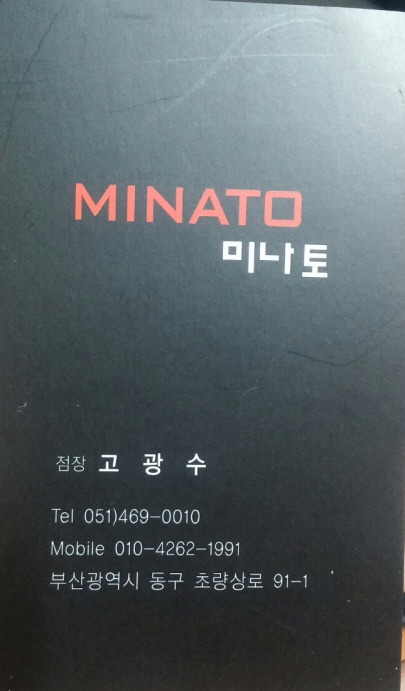 MINATO
미나토
점장 고 광 수
Tel 051)469-0010
Mobile 010-4262-1991
부산광역시 동구 초량상로 91-1